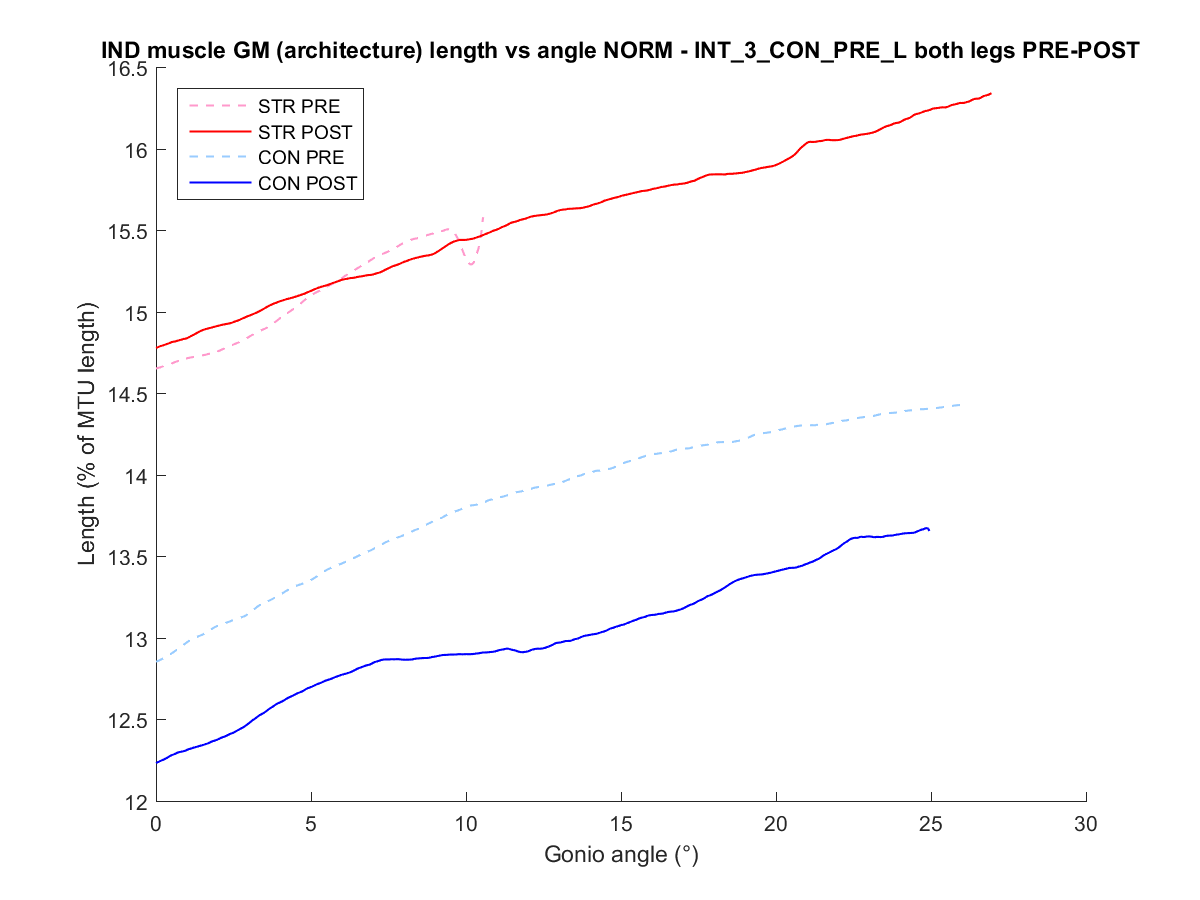 IND muscle GM (architecture) length vs angle NORM - INT_3_CON_PRE_L both legs PRE-POST
16.5
STR PRE
STR POST
CON PRE
CON POST
16
15.5
15
14.5
14
13.5
13
12.5
12
Length (% of MTU length)
0 5 10 15 20 25 30
Gonio angle (°)